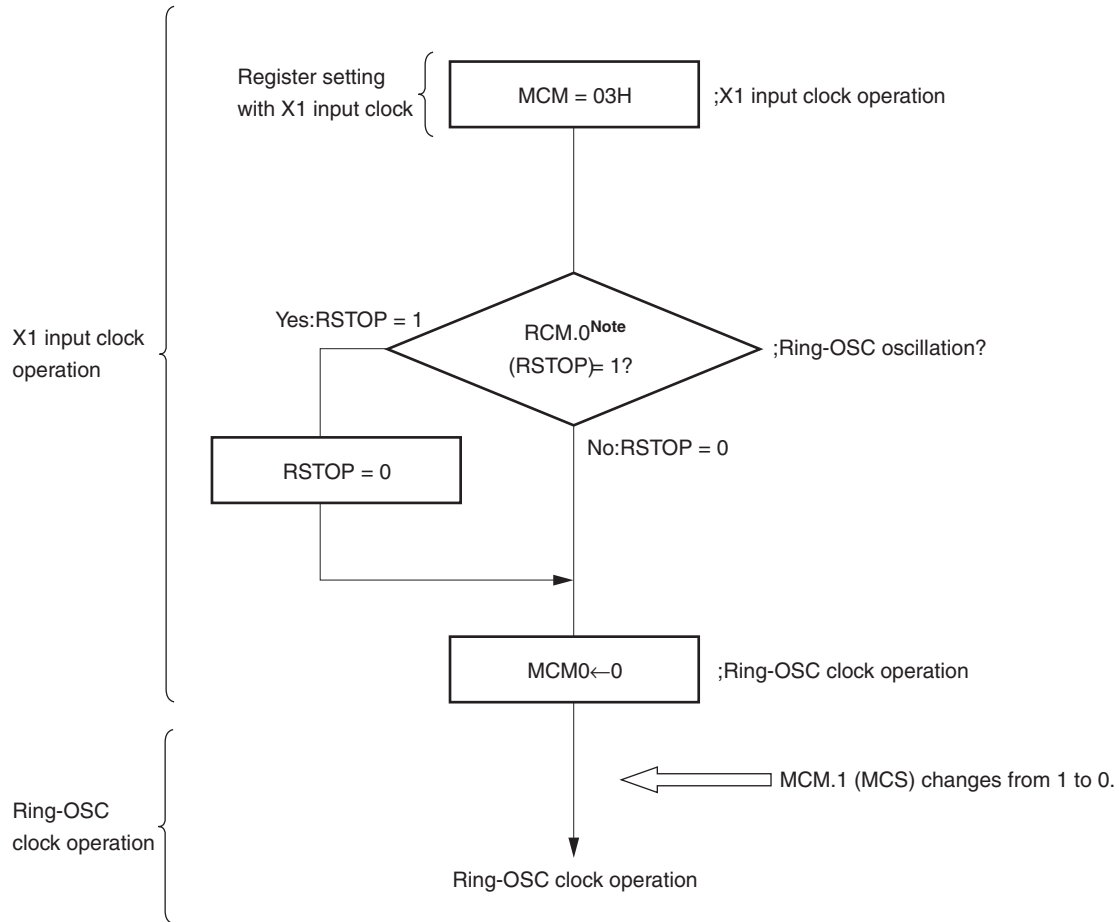 Register setting
with X1 input clock
MCM = 03H
;X1 input clock operation
X1 input clock
operation
Yes:RSTOP = 1
RCM.0Note
(RSTOP)= 1?
;Ring-OSC oscillation?
No:RSTOP = 0
RSTOP = 0
MCM0←0
;Ring-OSC clock operation
MCM.1 (MCS) changes from 1 to 0.
Ring-OSC
clock operation
Ring-OSC clock operation